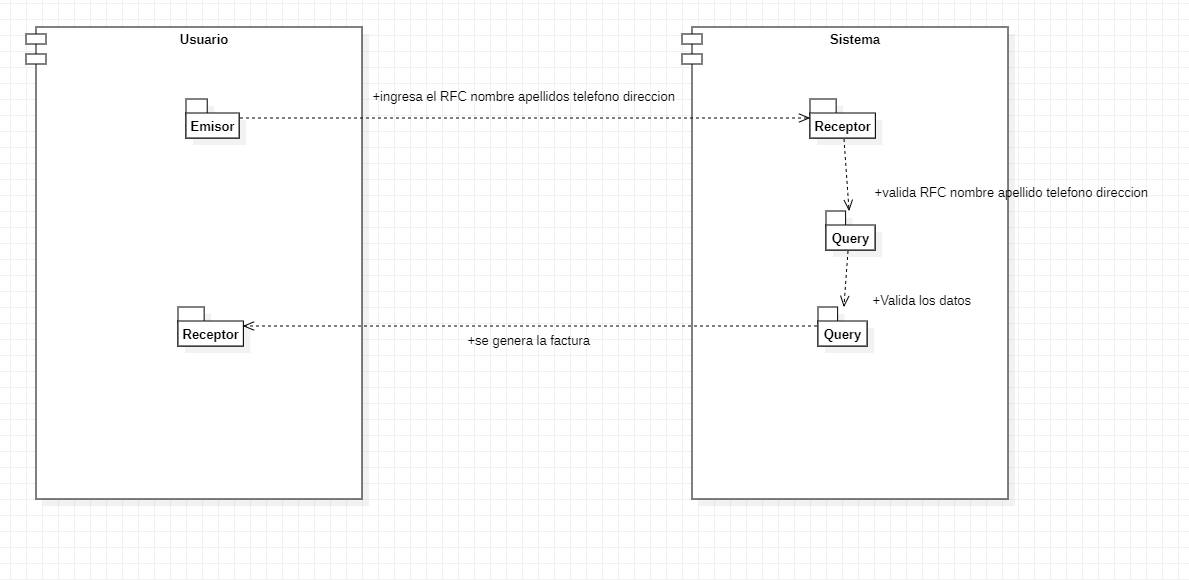 Usuario
Sistema
+ingresa el RFC nombre apellidos telefono direccion
Emisor
Receptor
+valida RFC nombre apellido telefono direccion
Query
+Valida los datos
Receptor
Query
+se genera la factura